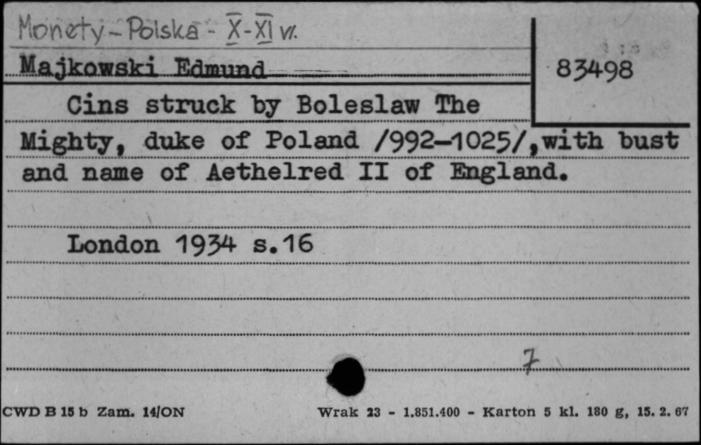 Monety - Polska - X-XI w.
Majkowski Edmund
83498
Cins struck by Boleslaw The
Mighty, duke of Poland /992-1025/,with bust
and name of Aethelred II of England.
London 1934 s.16
7
CWD B 15 b Zam. 14/ON
Wrak 23 - 1.851.400 - Karton 5 kl. 180 g, 15. 2. 67